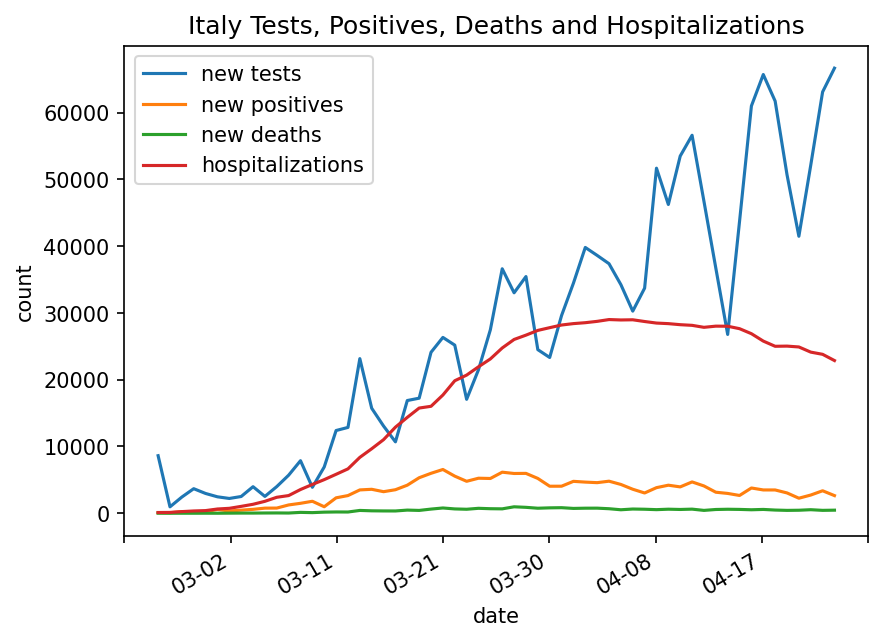 Italy Tests, Positives, Deaths and Hospitalizations
new tests
new positives
new deaths
hospitalizations
60000
50000
40000
30000
20000
10000
0
count
03-02
03-11
03-21
03-30
04-08
04-17
date